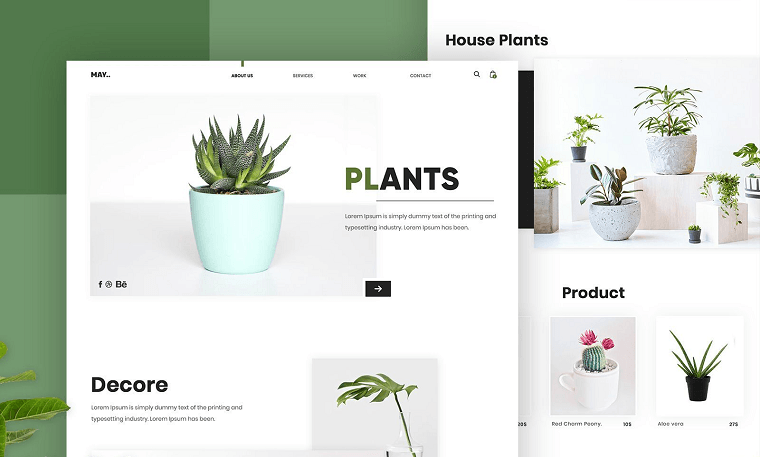 House Plants
MAY..
ABOUT US
SERVICES
WORK
CONTACT
PLANTS
Lorem Ipsum is simply dummy text of the printing and
typesetting industry. Lorem Ipsum has been.
Bē
Product
Decore
Lorem Ipsum is simply dummy text of the printing and
typesetting industry. Lorem Ipsum has been.
20$
Red Charm Peony.
10$
Aloe vera
27$